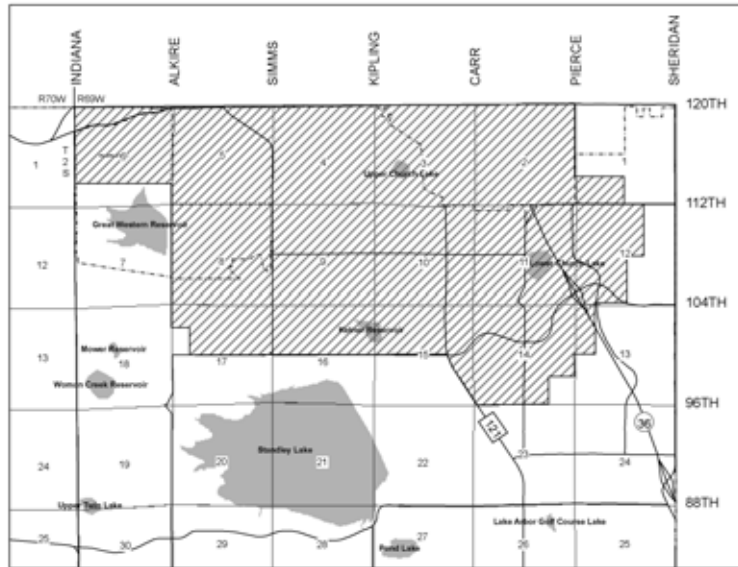 INDIANA
ALKIRE
SIMMS
KIPLING
CARR
PIERCE
SHERIDAN
R70W R69W
120TH
1
T
2
S
6
5
4
3
2
1
Upper Church Lake
112TH
Great Western Reservoir
12
7
8
9
10
11
12
Lower Church Lake
104TH
Ketner Reservoir
Mower Reservoir
13
18
17
16
15
14
13
Woman Creek Reservoir
96TH
121
36
Standley Lake
24
19
20
21
22
23
24
88TH
Upper Twin Lake
Lake Arbor Golf Course Lake
25
30
29
28
27
26
25
Pond Lake